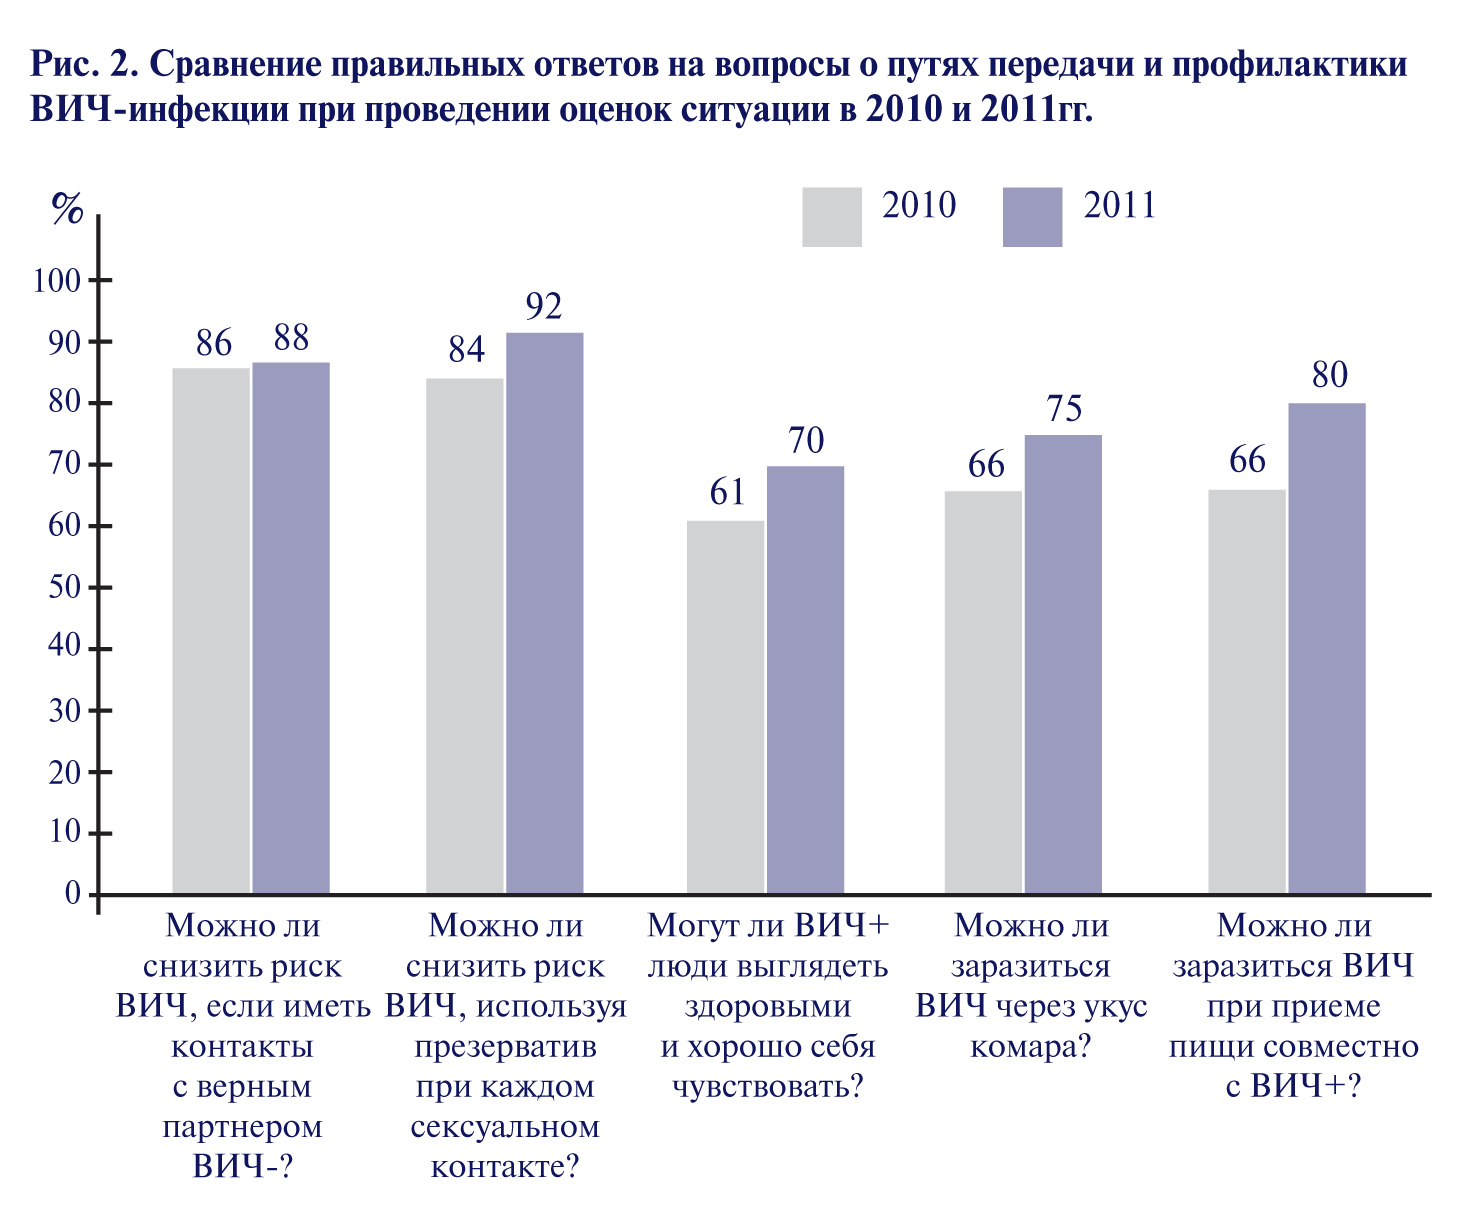 Рис. 2. Сравнение правильных ответов на вопросы о путях передачи и профилактики
ВИЧ-инфекции при проведении оценок ситуации в 2010 и 2011гг.
%
2010
2011
100
90
80
70
60
50
40
30
20
10
0
86
88
84
92
61
70
66
75
66
80
Можно ли
снизить риск
ВИЧ, если иметь
контакты
с верным
партнером
ВИЧ-?
Можно ли
снизить риск
ВИЧ, используя
презерватив
при каждом
сексуальном
контакте?
Могут ли ВИЧ+
люди выглядеть
здоровыми
и хорошо себя
чувствовать?
Можно ли
заразиться
ВИЧ через укус
комара?
Можно ли
заразиться ВИЧ
при приеме
пищи совместно
с ВИЧ+?